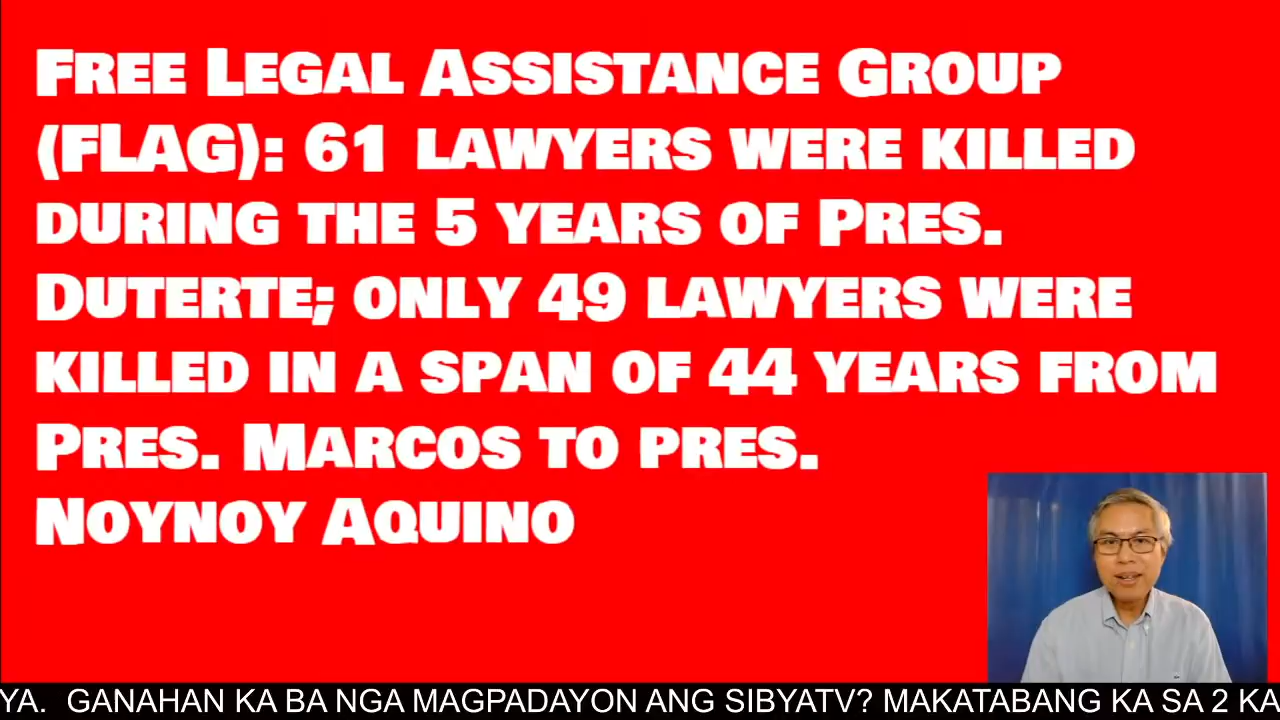 Free Legal Assistance Group
(FLAG): 61 lawyers were killed
during the 5 years of Pres.
Duterte; only 49 lawyers were
killed in a span of 44 years from
Pres. Marcos to pres.
Noynoy Aquino
YA. GANAHAN KA BA NGA MAGPADAYON ANG SIBYATV? MAKATABANG KA SA 2 KA